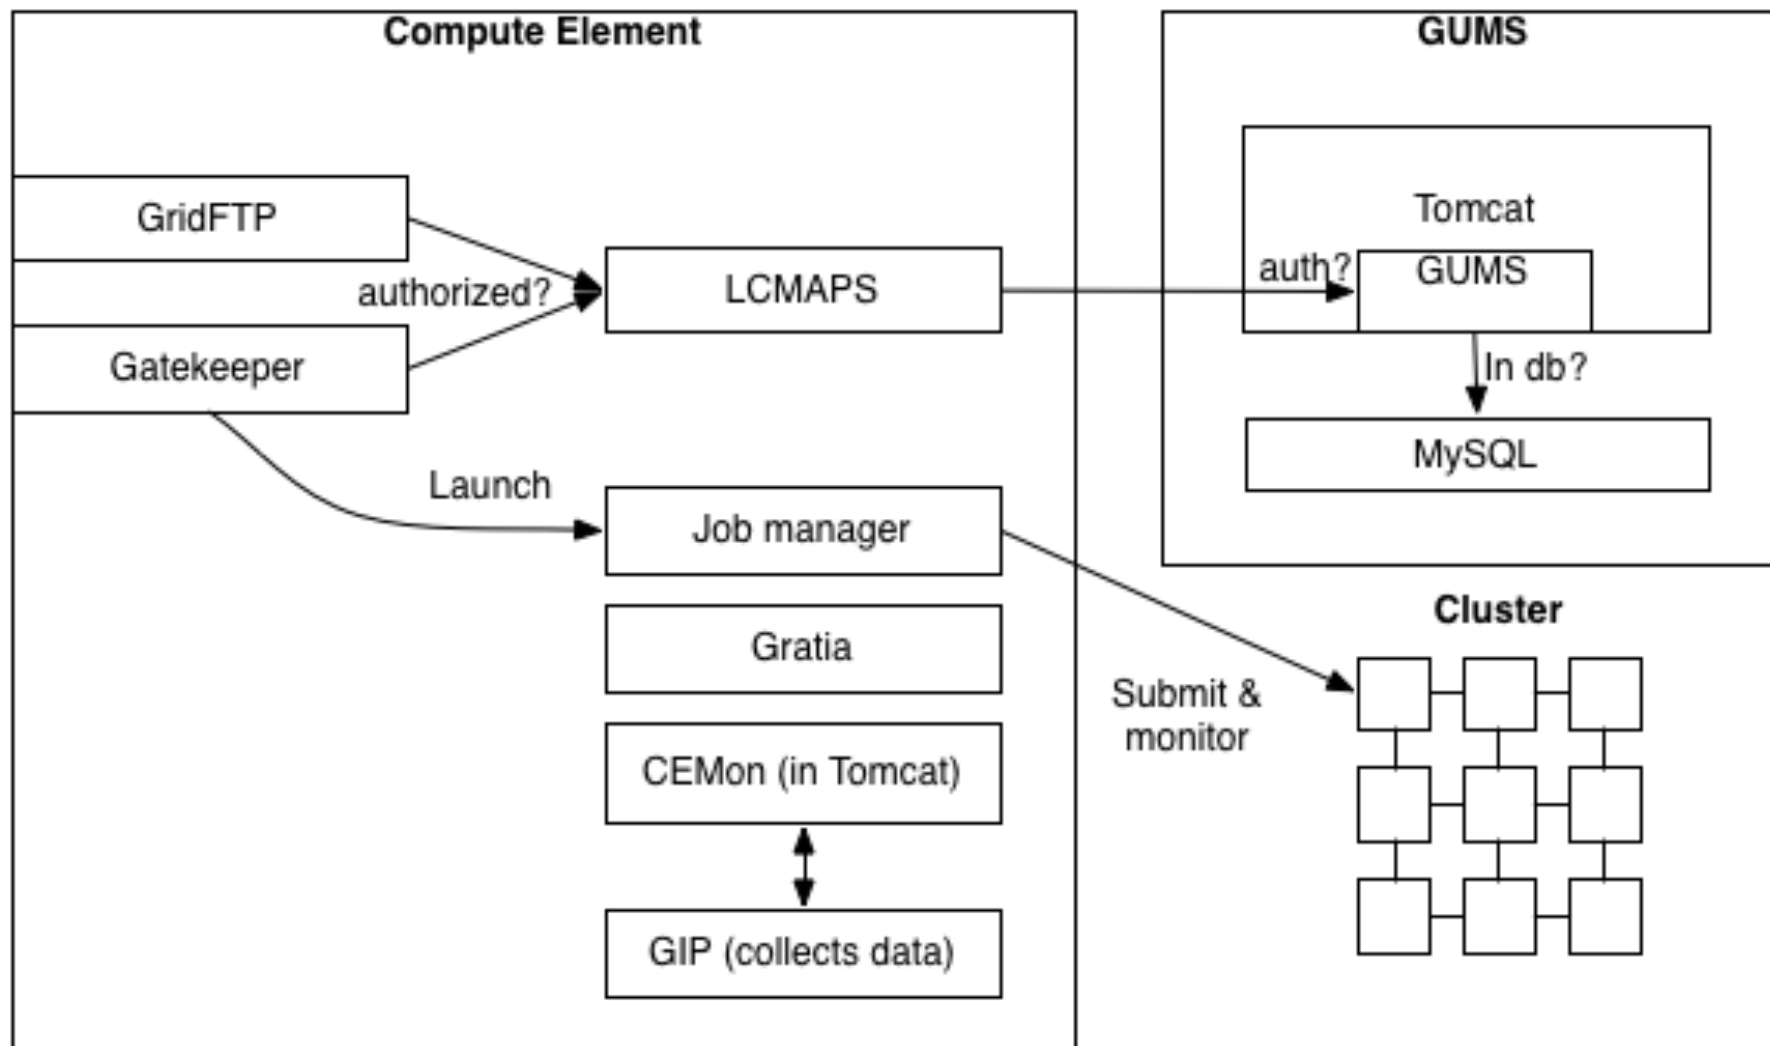 Compute Element
GUMS
GridFTP
Tomcat
auth?
GUMS
authorized?
LCMAPS
Gatekeeper
In db?
MySQL
Launch
Job manager
Cluster
Gratia
Submit &
monitor
CEMon (in Tomcat)
GIP (collects data)